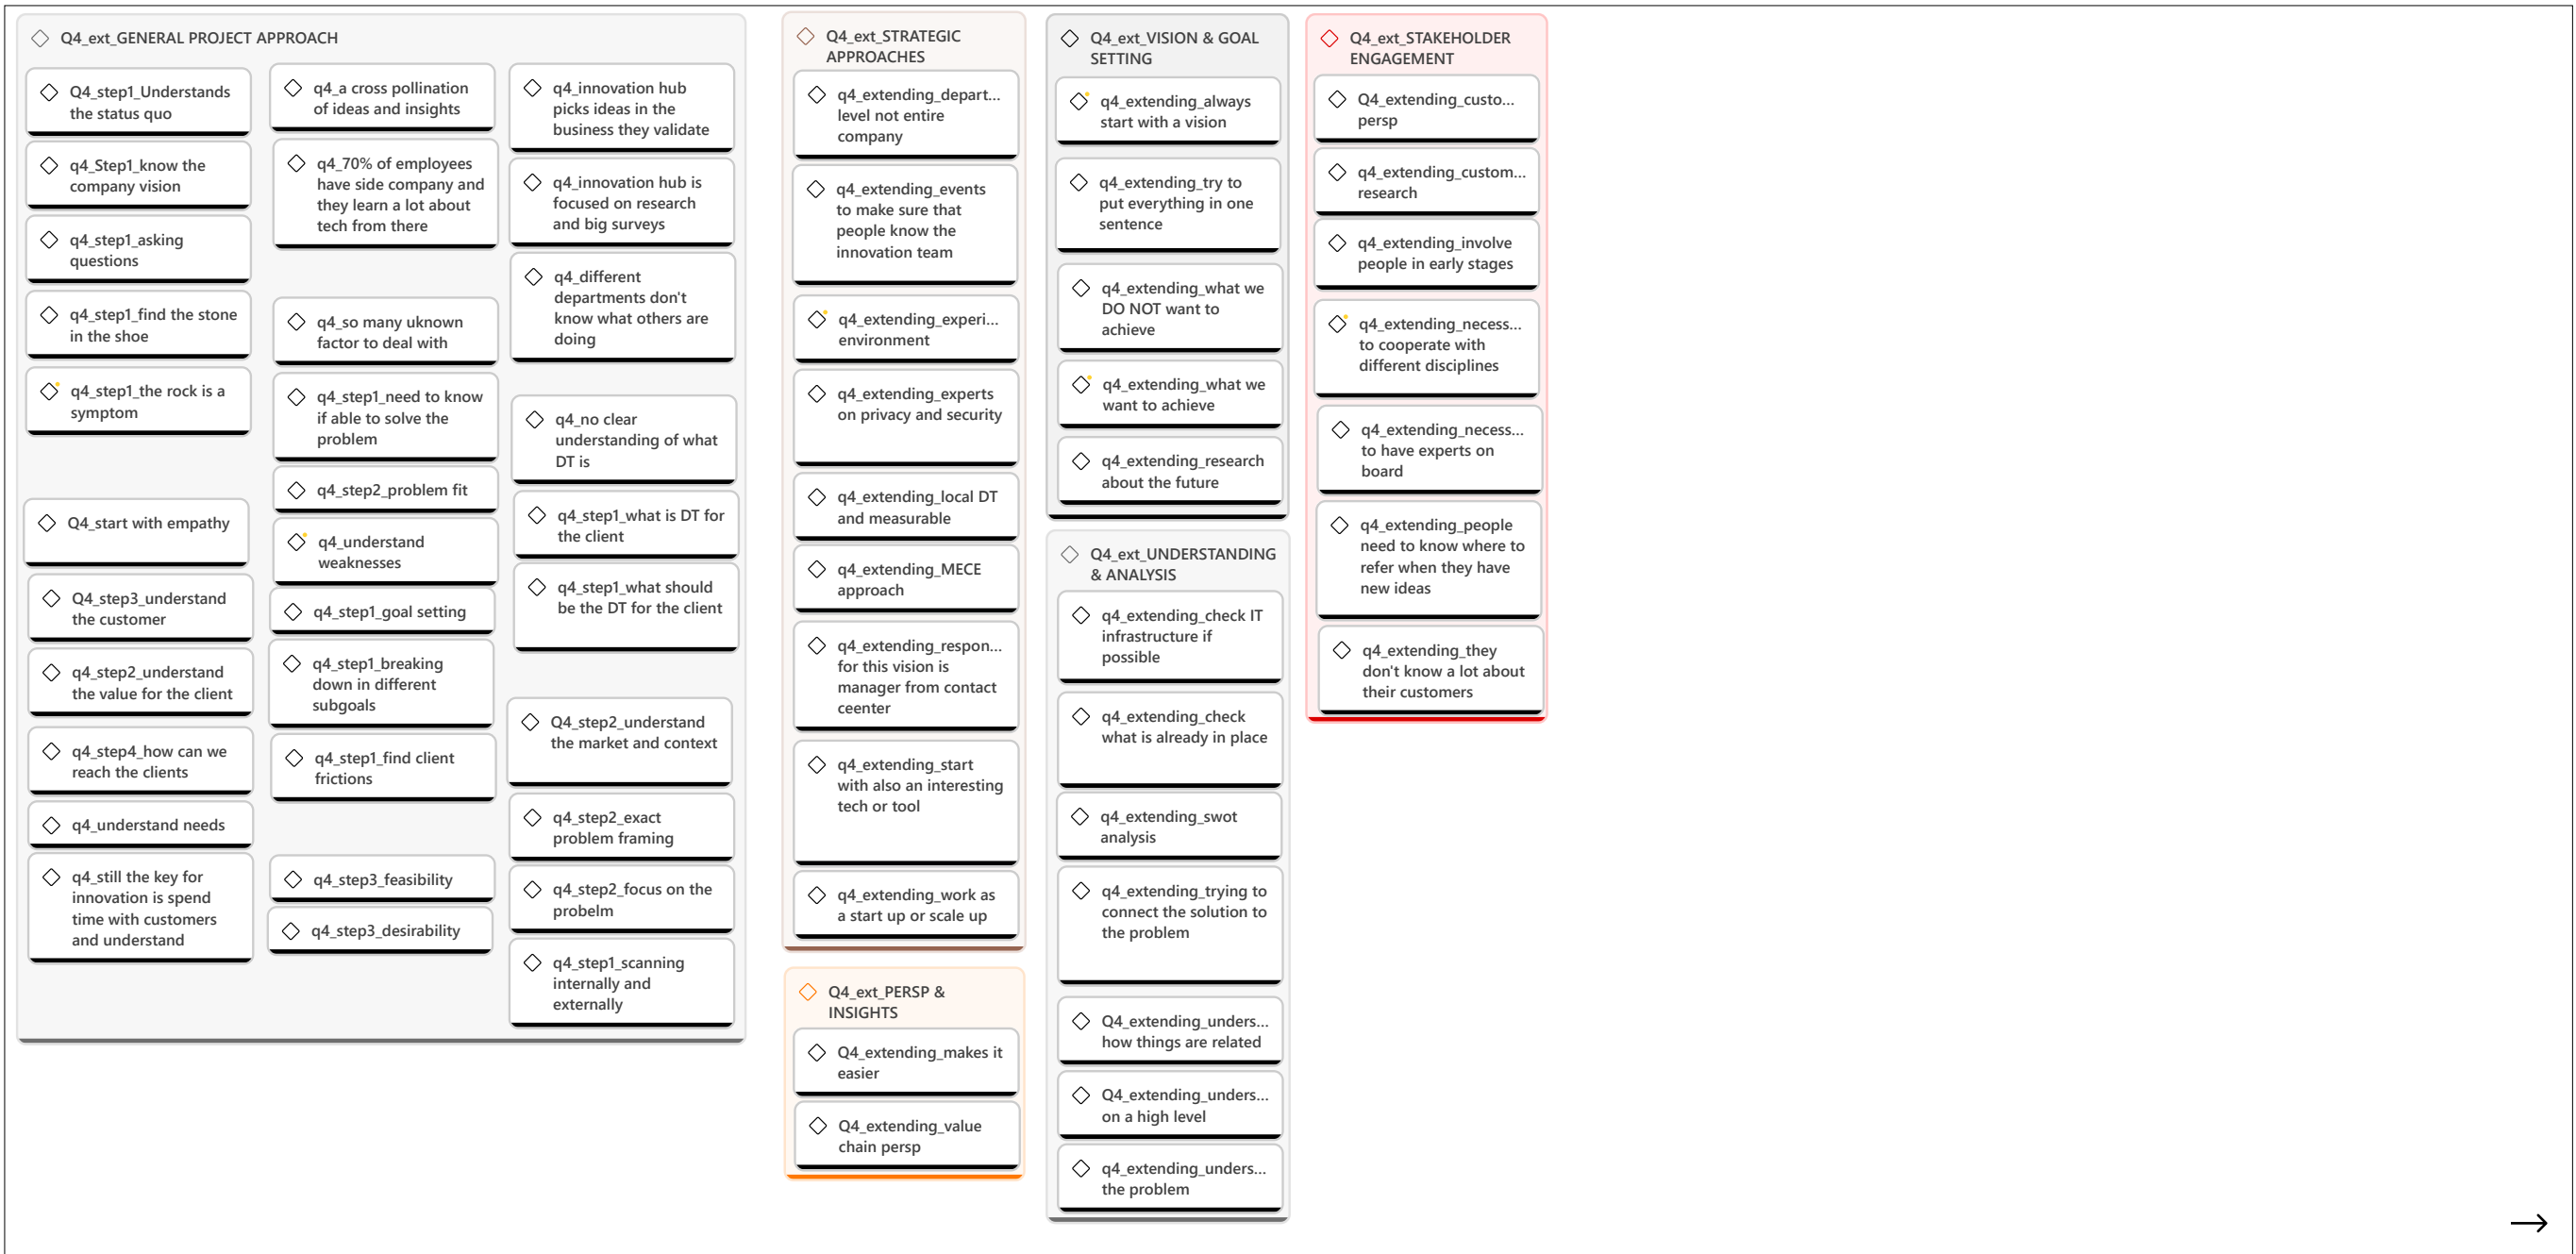 Q4_ext_GENERAL PROJECT APPROACH
Q4_step1_Understands
the status quo
q4_Step1_know the
company vision
q4_step1_asking
questions
q4_step1_find the stone
in the shoe
q4_step1_the rock is a
symptom
Q4_start with empathy
Q4_step3_understand
the customer
q4_step2_understand
the value for the client
q4_step4_how can we
reach the clients
q4_understand needs
q4_still the key for
innovation is spend
time with customers
and understand
q4_a cross pollination
of ideas and insights
q4_70% of employees
have side company and
they learn a lot about
tech from there
q4_so many uknown
factor to deal with
q4_step1_need to know
if able to solve the
problem
q4_step2_problem fit
q4_understand
weaknesses
q4_step1_goal setting
q4_step1_breaking
down in different
subgoals
q4_step1_find client
frictions
q4_step3_feasibility
q4_step3_desirability
q4_innovation hub
picks ideas in the
business they validate
q4_innovation hub is
focused on research
and big surveys
q4_different
departments don't
know what others are
doing
q4_no clear
understanding of what
DT is
q4_step1_what is DT for
the client
q4_step1_what should
be the DT for the client
Q4_step2_understand
the market and context
q4_step2_exact
problem framing
q4_step2_focus on the
probelm
q4_step1_scanning
internally and
externally
Q4_ext_STRATEGIC
APPROACHES
q4_extending_depart...
level not entire
company
q4_extending_events
to make sure that
people know the
innovation team
q4_extending_experi...
environment
q4_extending_experts
on privacy and security
q4_extending_local DT
and measurable
q4_extending_MECE
approach
q4_extending_respon...
for this vision is
manager from contact
ceenter
q4_extending_start
with also an interesting
tech or tool
q4_extending_work as
a start up or scale up
Q4_ext_PERSP &
INSIGHTS
Q4_extending_makes it
easier
Q4_extending_value
chain persp
Q4_ext_VISION & GOAL
SETTING
q4_extending_always
start with a vision
q4_extending_try to
put everything in one
sentence
q4_extending_what we
DO NOT want to
achieve
q4_extending_what we
want to achieve
q4_extending_research
about the future
Q4_ext_UNDERSTANDING
& ANALYSIS
q4_extending_check IT
infrastructure if
possible
q4_extending_check
what is already in place
q4_extending_swot
analysis
q4_extending_trying to
connect the solution to
the problem
Q4_extending_unders...
how things are related
Q4_extending_unders...
on a high level
q4_extending_unders...
the problem
Q4_ext_STAKEHOLDER
ENGAGEMENT
Q4_extending_custo...
persp
q4_extending_custom...
research
q4_extending_involve
people in early stages
q4_extending_necess...
to cooperate with
different disciplines
q4_extending_necess...
to have experts on
board
q4_extending_people
need to know where to
refer when they have
new ideas
q4_extending_they
don't know a lot about
their customers